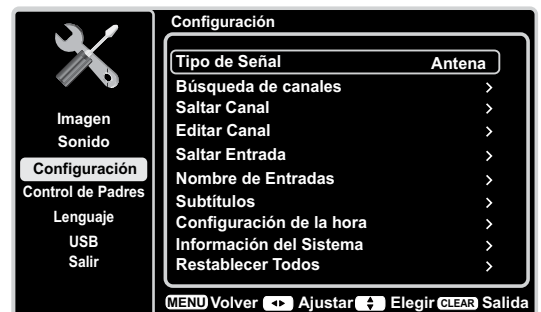 Configuración
Imagen
Sonido
Configuración
Control de Padres
Lenguaje
USB
Salir
Tipo de Señal Antena
Búsqueda de canales >
Saltar Canal >
Editar Canal >
Saltar Entrada >
Nombre de Entradas >
Subtítulos >
Configuración de la hora >
Información del Sistema >
Restablecer Todos >
MENU Volver Ajustar Elegir CLEAR Salida